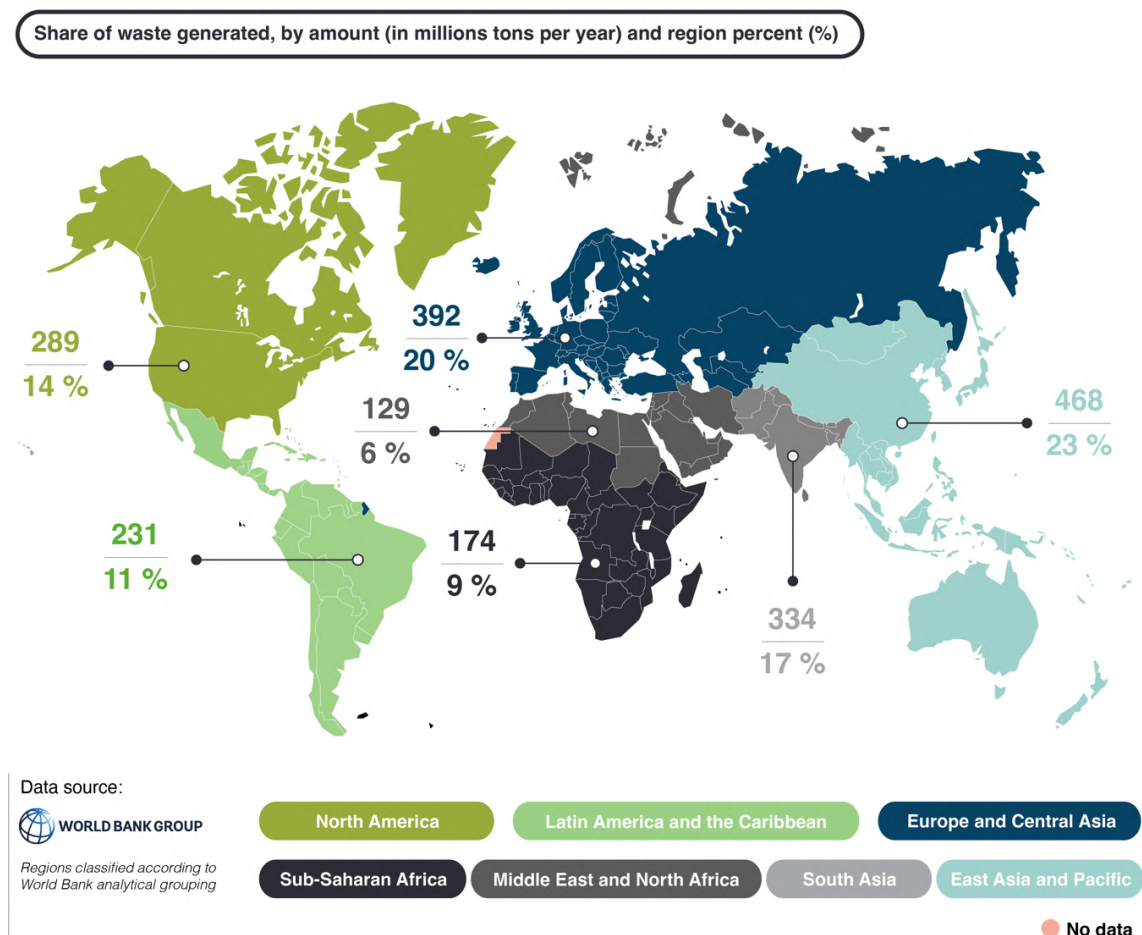 Share of waste generated, by amount (in millions tons per year) and region percent (%)
289
14 %
392
20 %
129
6 %
468
23 %
231
11 %
174
9 %
334
17 %
Data source:
WORLD BANK GROUP
Regions classified according to
World Bank analytical grouping
North America
Latin America and the Caribbean
Europe and Central Asia
Sub-Saharan Africa
Middle East and North Africa
South Asia
East Asia and Pacific
No data